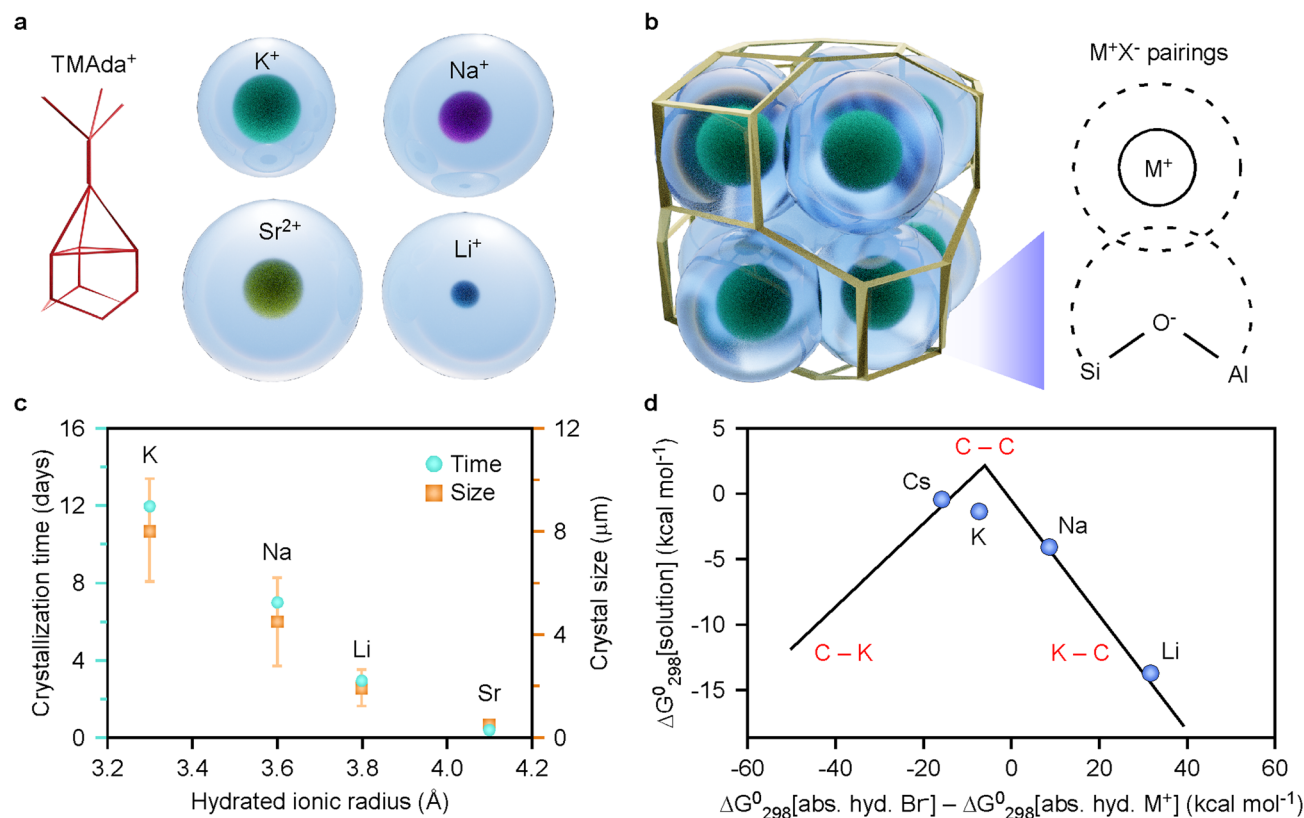 a
TMAda⁺
K⁺
Na⁺
Sr²⁺
Li⁺
b
M⁺X⁻ pairings
M⁺
O⁻
Si
Al
c
16
12
8
4
0
Crystallization time (days)
K
Na
Li
Sr
Time
Size
12
8
4
0
Crystal size (μm)
3.2
3.4
3.6
3.8
4.0
4.2
Hydrated ionic radius (Å)
d
5
0
-5
-10
-15
ΔG⁰₂₉₈[solution] (kcal mol⁻¹)
C – C
Cs
K
Na
C – K
K – C
Li
-60
-40
-20
0
20
40
60
ΔG⁰₂₉₈[abs. hyd. Br⁻] – ΔG⁰₂₉₈[abs. hyd. M⁺] (kcal mol⁻¹)